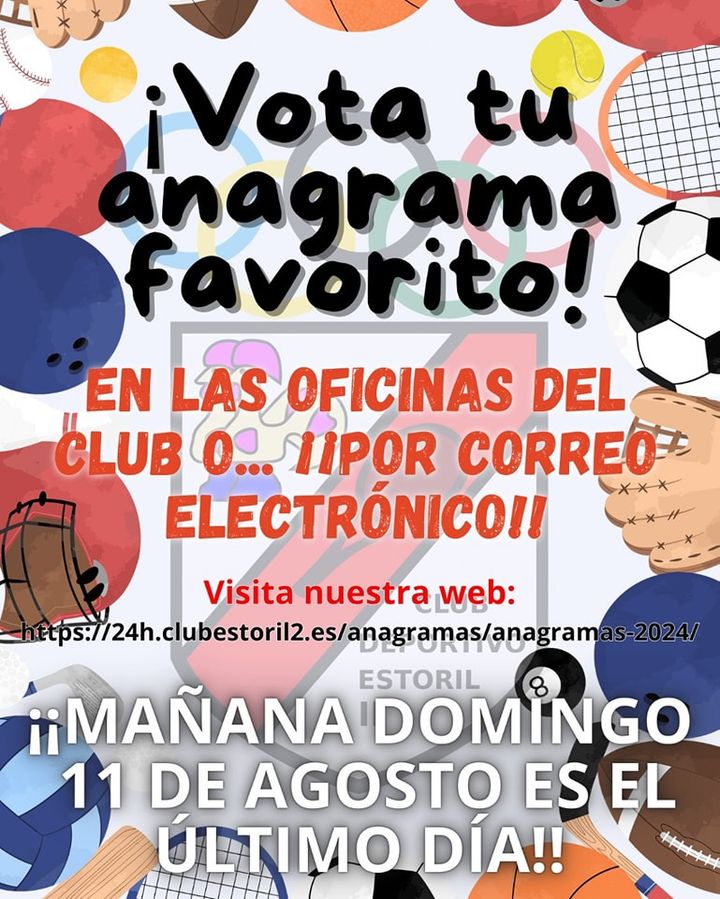 ¡Vota tu
anagrama
favorito!
EN LAS OFICINAS DEL
CLUB O... ¡¡POR CORREO
ELECTRÓNICO!!
Visita nuestra web:
https://24h.clubestoril2.es/anagramas/anagramas-2024/
CLUB
DEPORTIVO
ESTORIL
8
¡¡MAÑANA DOMINGO
11 DE AGOSTO ES EL
ÚLTIMO DÍA!!